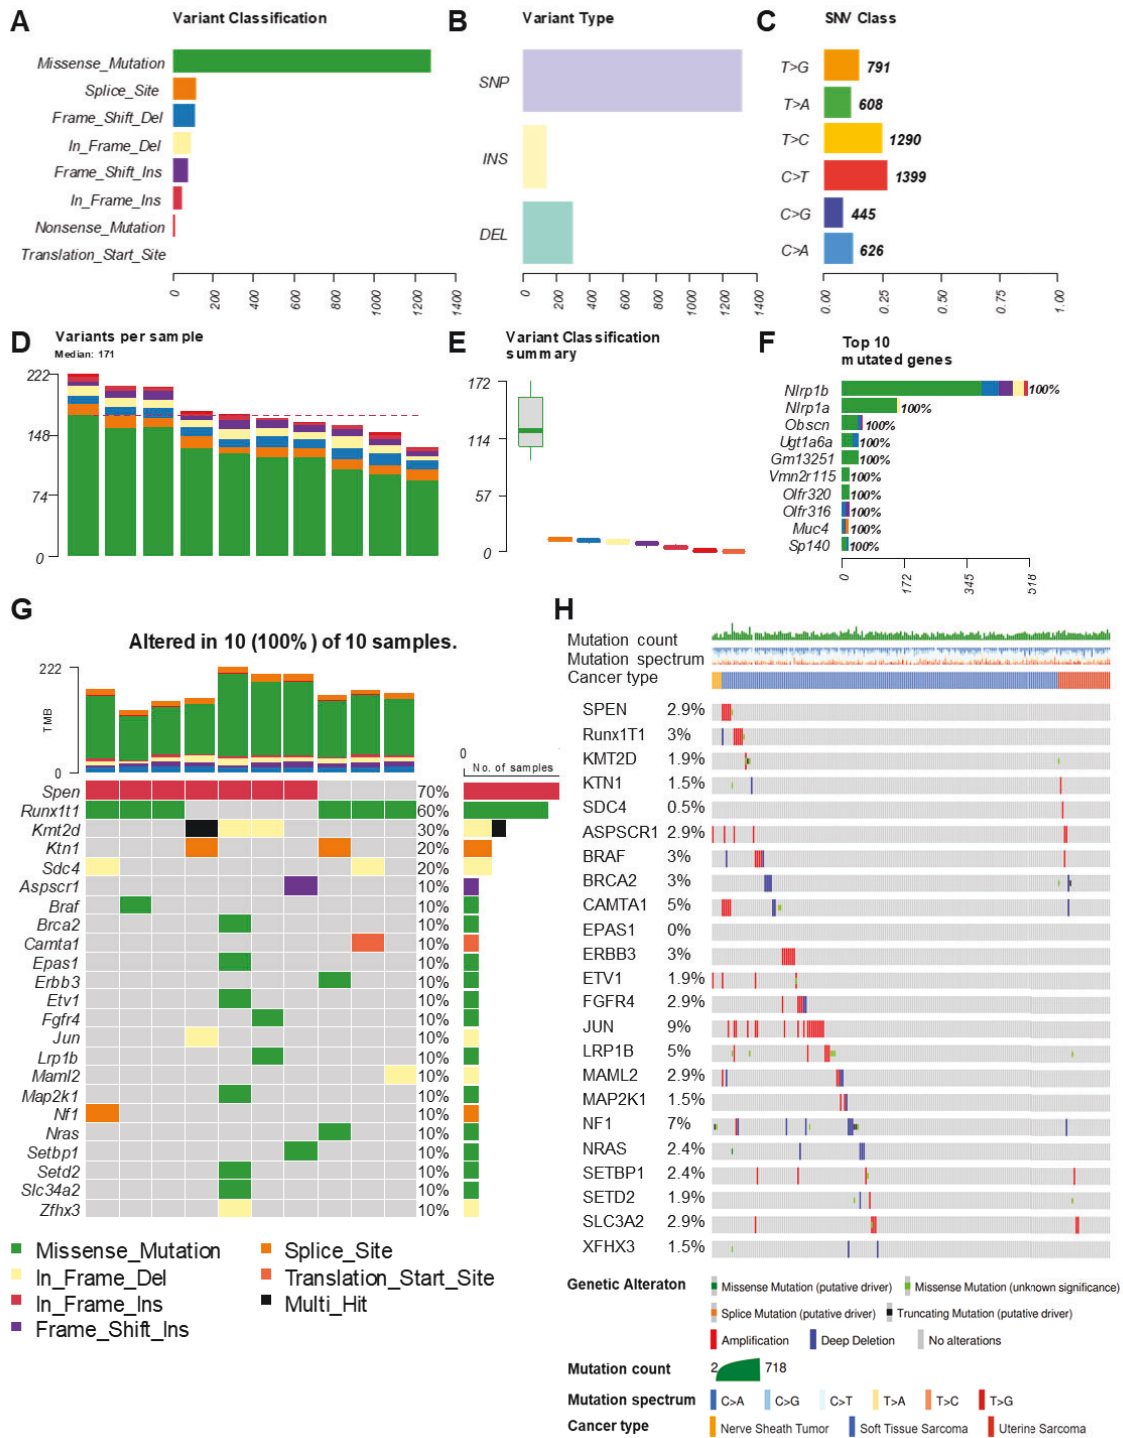 A
Variant Classification
Missense_Mutation
Splice_Site
Frame_Shift_Del
In_Frame_Del
Frame_Shift_Ins
In_Frame_Ins
Nonsense_Mutation
Translation_Start_Site
0 200 400 600 800 1000 1200 1400
B
Variant Type
SNP
INS
DEL
0 200 400 600 800 1000 1200 1400
C
SNV Class
T>G 791
T>A 608
T>C 1290
C>T 1399
C>G 445
C>A 626
0.00 0.25 0.50 0.75 1.00
D
Variants per sample
Median: 171
222
148
74
0
E
Variant Classification
summary
172
114
57
0
F
Top 10
mutated genes
Nlrp1b 100%
Nlrp1a 100%
Obscn 100%
Ugt1a6a 100%
Gm13251 100%
Vmn2r115 100%
Olfr320 100%
Olfr316 100%
Muc4 100%
Sp140 100%
0 172 345 518
G
Altered in 10 (100%) of 10 samples.
222
TMB
0
0
No. of samples
Spen 70%
Runx1t1 60%
Kmt2d 30%
Ktn1 20%
Sdc4 20%
Aspscr1 10%
Braf 10%
Brca2 10%
Camta1 10%
Epas1 10%
Erbb3 10%
Etv1 10%
Fgfr4 10%
Jun 10%
Lrp1b 10%
Maml2 10%
Map2k1 10%
Nf1 10%
Nras 10%
Setbp1 10%
Setd2 10%
Slc34a2 10%
Zfhx3 10%
Missense_Mutation
In_Frame_Del
In_Frame_Ins
Frame_Shift_Ins
Splice_Site
Translation_Start_Site
Multi_Hit
H
Mutation count
Mutation spectrum
Cancer type
SPEN 2.9%
Runx1T1 3%
KMT2D 1.9%
KTN1 1.5%
SDC4 0.5%
ASPSCR1 2.9%
BRAF 3%
BRCA2 3%
CAMTA1 5%
EPAS1 0%
ERBB3 3%
ETV1 1.9%
FGFR4 2.9%
JUN 9%
LRP1B 5%
MAML2 2.9%
MAP2K1 1.5%
NF1 7%
NRAS 2.4%
SETBP1 2.4%
SETD2 1.9%
SLC3A2 2.9%
XFHX3 1.5%
Genetic Alteraton
Missense Mutation (putative driver) Missense Mutation (unknown significance)
Splice Mutation (putative driver) Truncating Mutation (putative driver)
Amplification Deep Deletion No alterations
Mutation count 2 718
Mutation spectrum C>A C>G C>T T>A T>C T>G
Cancer type Nerve Sheath Tumor Soft Tissue Sarcoma Uterine Sarcoma